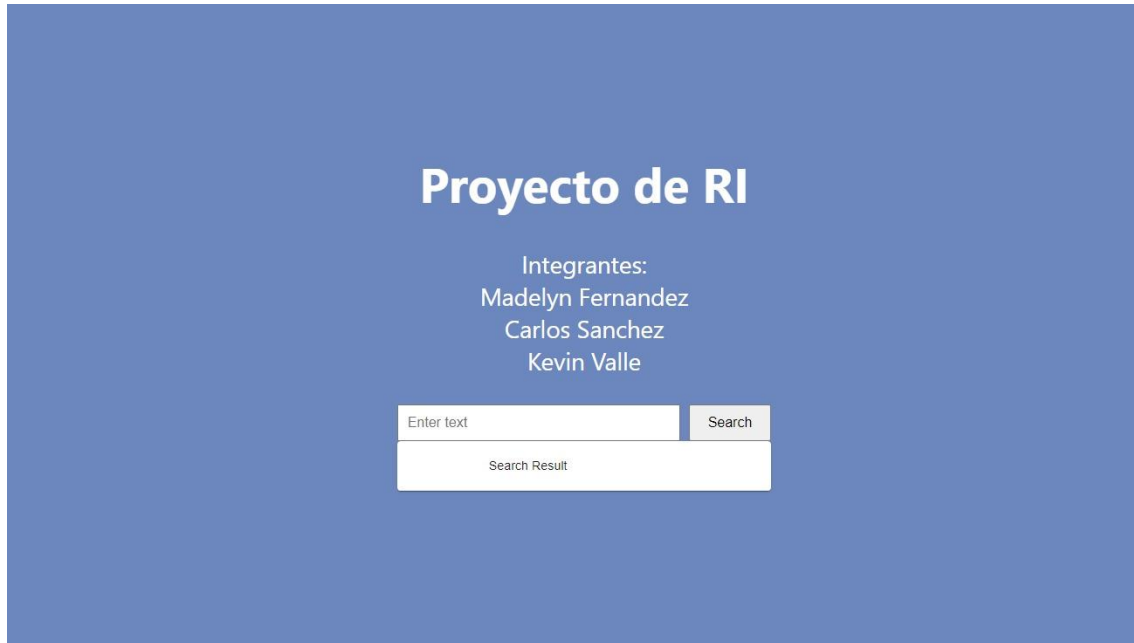 Proyecto de RI
Integrantes:
Madelyn Fernandez
Carlos Sanchez
Kevin Valle
Enter text
Search
Search Result